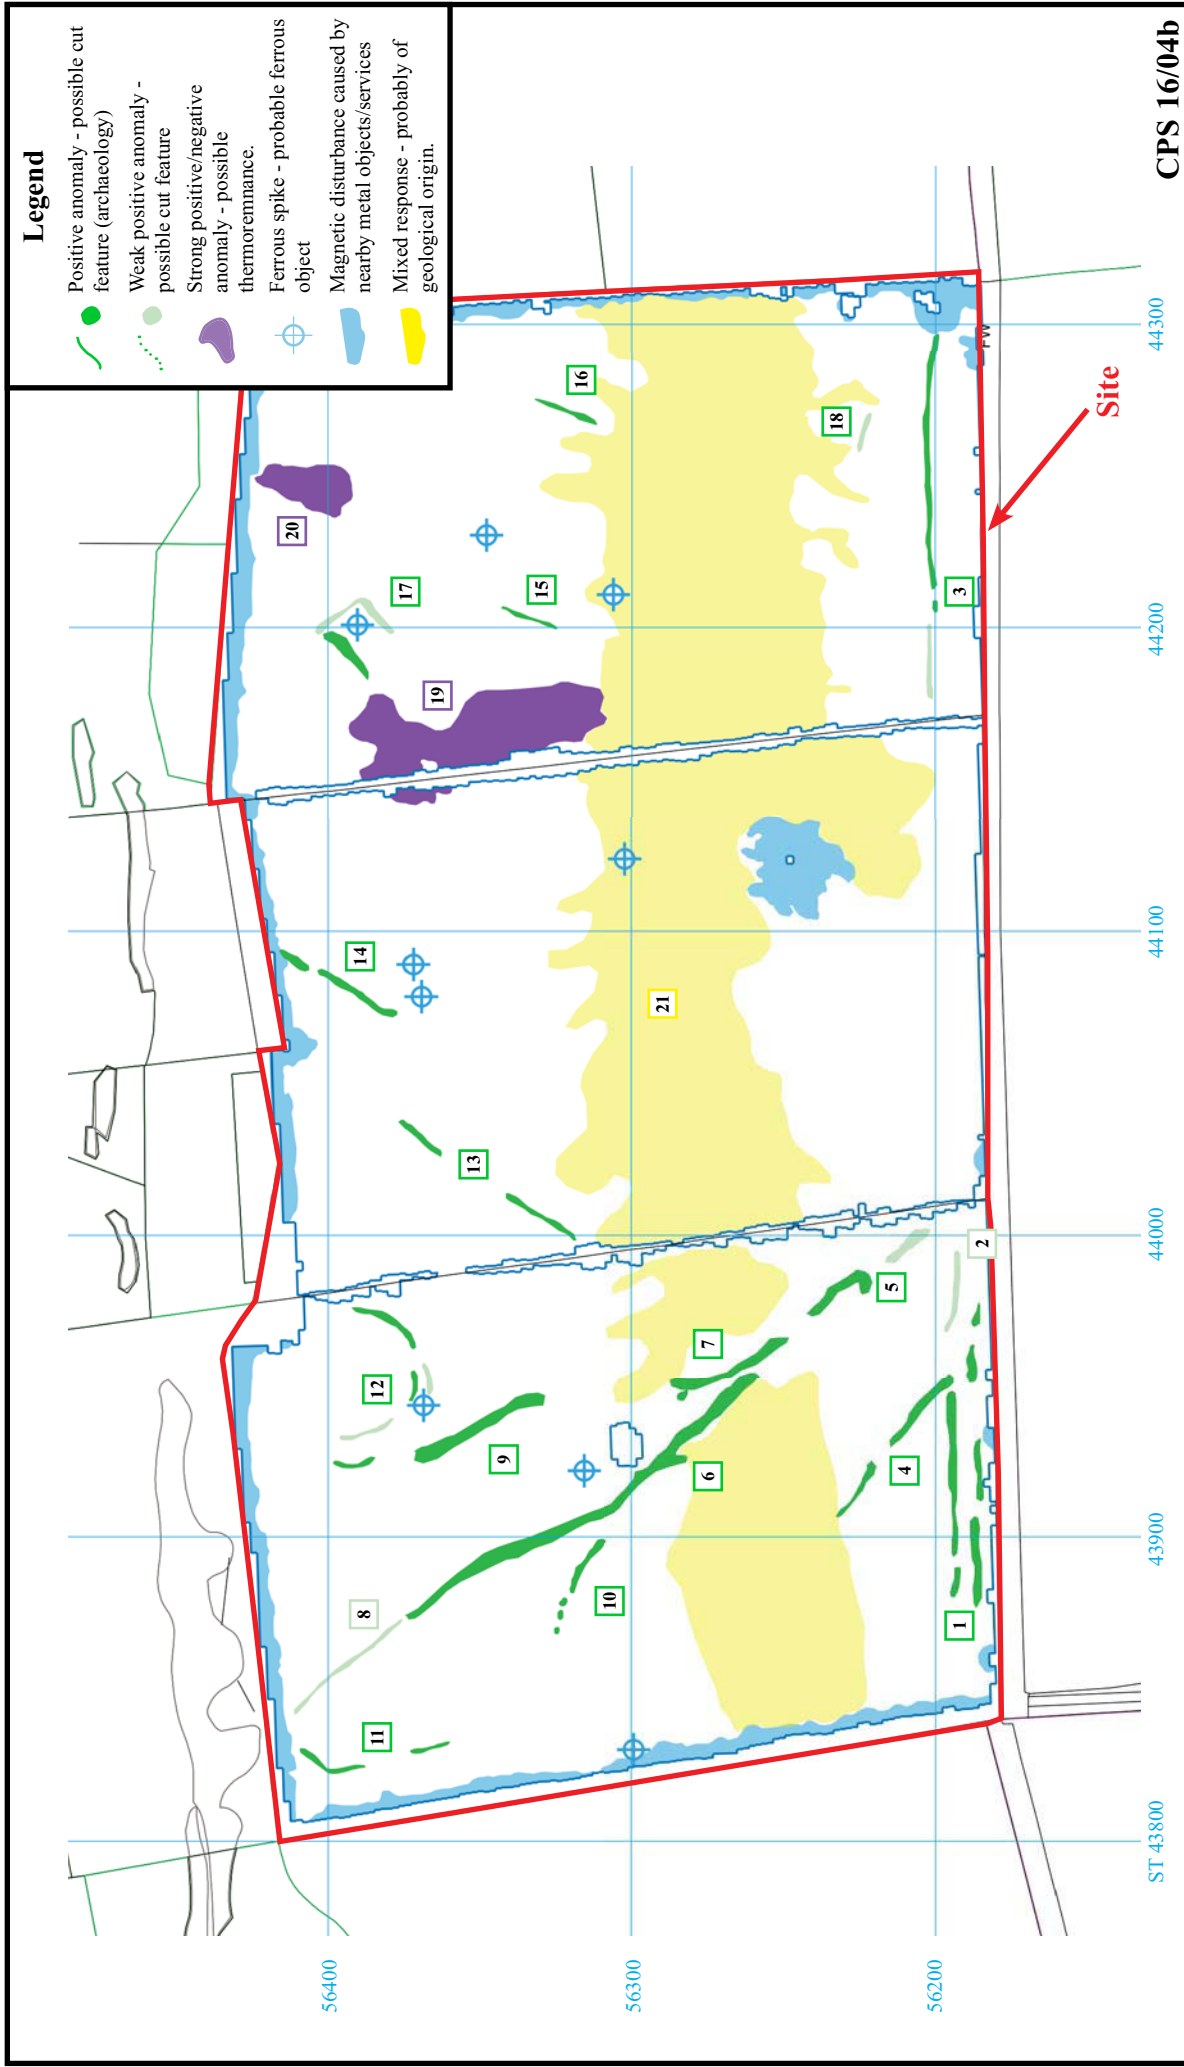 Legend
Positive anomaly - possible cut
feature (archaeology)
Weak positive anomaly -
possible cut feature
Strong positive/negative
anomaly - possible
thermoremnance.
Ferrous spike - probable ferrous
object
Magnetic disturbance caused by
nearby metal objects/services
Mixed response - probably of
geological origin.
56400
56300
56200
ST 43800
43900
44000
44100
44200
44300
1
2
3
4
5
6
7
8
9
10
11
12
13
14
15
16
17
18
19
20
21
FW
Site
CPS 16/04b